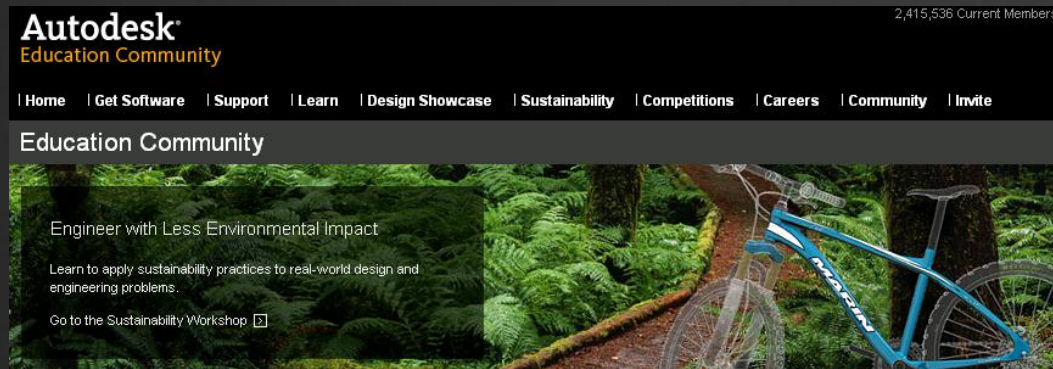 2,415,536 Current Members
Autodesk
Education Community
Home Get Software Support Learn Design Showcase Sustainability Competitions Careers Community Invite
Education Community
Engineer with Less Environmental Impact
Learn to apply sustainability practices to real-world design and
engineering problems.
Go to the Sustainability Workshop
MARIN